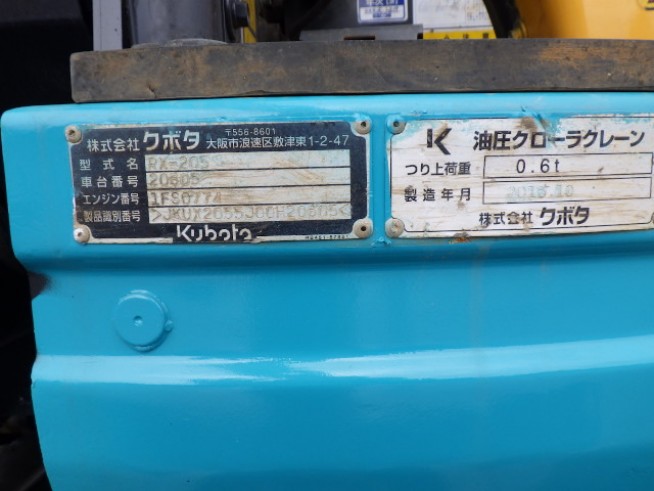 〒556-8601
株式会社 クボタ 大阪市浪速区敷津東1-2-47
型式名 RX-205
車台番号 20605
エンジン番号 1FS0774
製品識別番号
Kubota
K 油圧クローラクレーン
つり上荷重 0.6t
製造年月
株式会社 クボタ